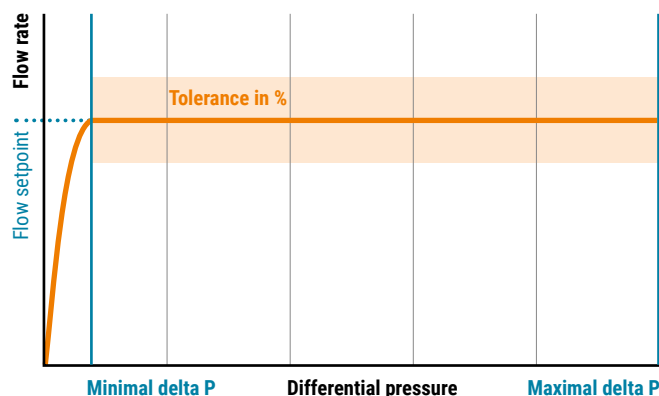 Flow rate
Flow setpoint
Tolerance in %
Minimal delta P
Differential pressure
Maximal delta P